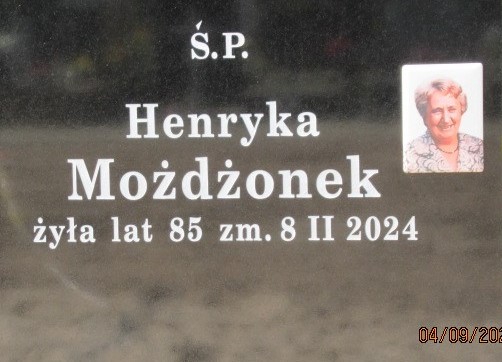 Ś.P.
Henryka
Możdżonek
żyła lat 85 zm. 8 II 2024
04/09/202